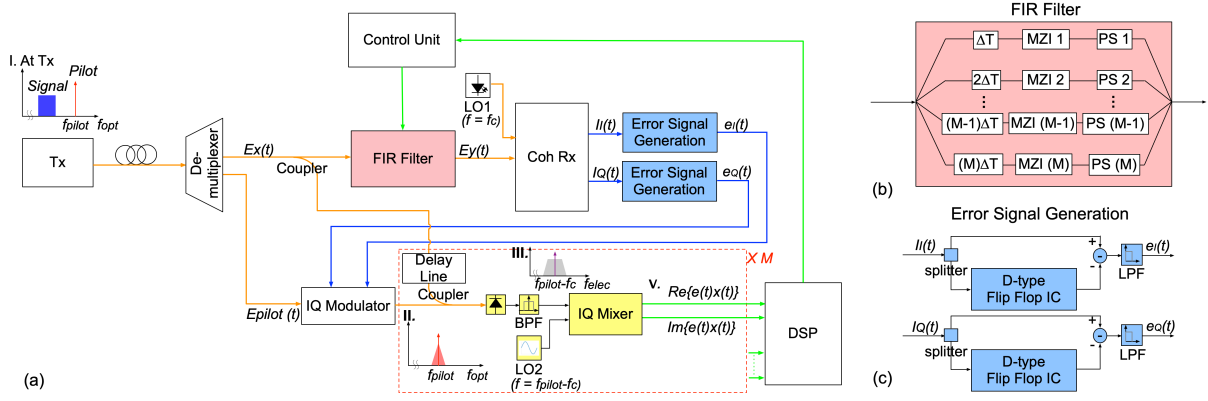 I. At Tx
Signal
Pilot
fpilot fopt
Tx
De-
multiplexer
Ex(t)
Coupler
Control Unit
FIR Filter
LO1
(f = fc)
Ey(t)
Coh Rx
II(t)
Error Signal
Generation
eI(t)
IQ(t)
Error Signal
Generation
eQ(t)
Epilot (t)
IQ Modulator
Delay
Line
Coupler
II.
fpilot fopt
III.
fpilot-fc felec
BPF
LO2
(f = fpilot-fc)
IQ Mixer
V.
Re{e(t)x(t)}
Im{e(t)x(t)}
X M
DSP
(a)
FIR Filter
ΔT MZI 1 PS 1
2ΔT MZI 2 PS 2
(M-1)ΔT MZI (M-1) PS (M-1)
(M)ΔT MZI (M) PS (M)
(b)
Error Signal Generation
II(t)
splitter
D-type
Flip Flop IC
+
-
-
LPF
eI(t)
IQ(t)
splitter
D-type
Flip Flop IC
+
-
-
LPF
eQ(t)
(c)